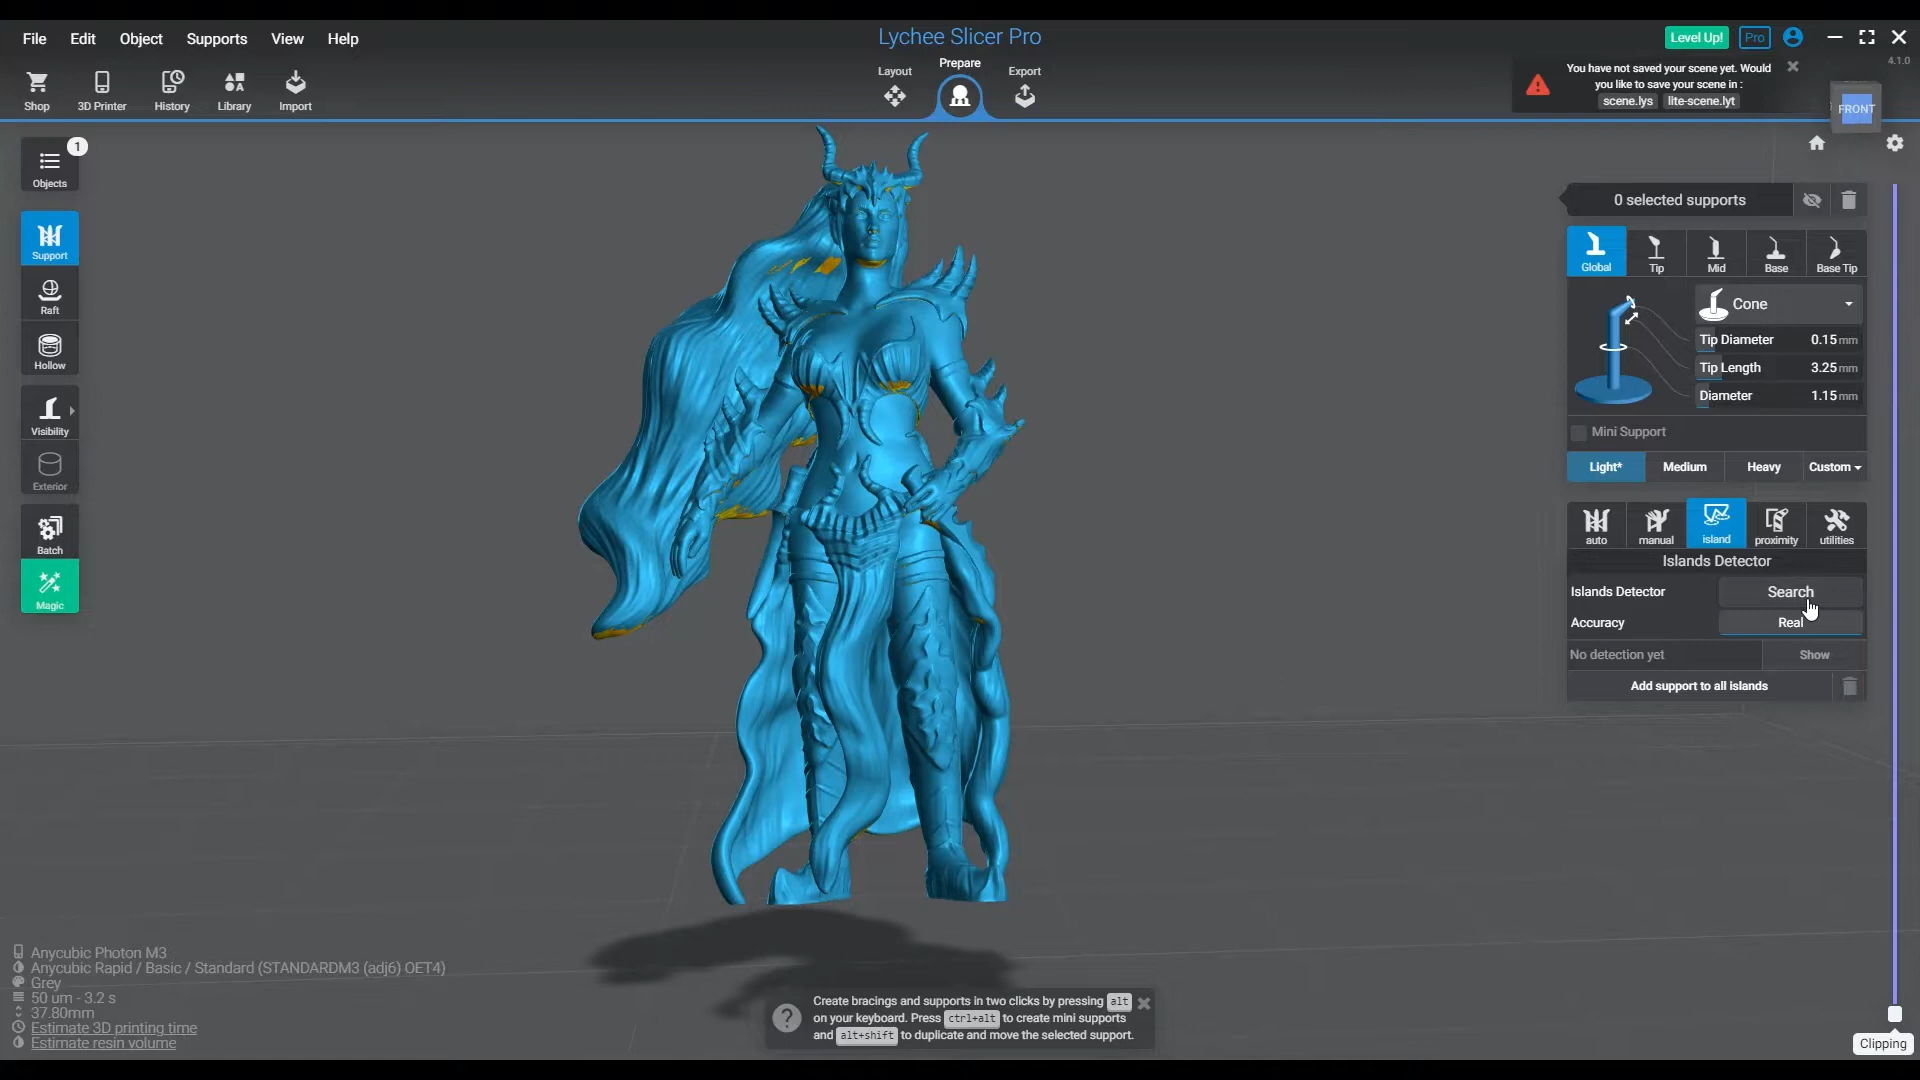 File Edit Object Supports View Help
Lychee Slicer Pro
Level Up! Pro
4.1.0
Shop 3D Printer History Library Import
Layout Prepare Export
You have not saved your scene yet. Would
you like to save your scene in :
scene.lys lite-scene.lyt
FRONT
1
Objects
Support
Raft
Hollow
Visibility
Exterior
Batch
Magic
0 selected supports
Global Tip Mid Base Base Tip
Cone
Tip Diameter 0.15 mm
Tip Length 3.25 mm
Diameter 1.15 mm
Mini Support
Light* Medium Heavy Custom
auto manual island proximity utilities
Islands Detector
Islands Detector Search
Accuracy Real
No detection yet Show
Add support to all islands
Anycubic Photon M3
Anycubic Rapid / Basic / Standard (STANDARDM3 (adj6) OET4)
Grey
50 um - 3.2 s
37.80mm
Estimate 3D printing time
Estimate resin volume
? Create bracings and supports in two clicks by pressing alt
on your keyboard. Press ctrl+alt to create mini supports
and alt+shift to duplicate and move the selected support.
Clipping